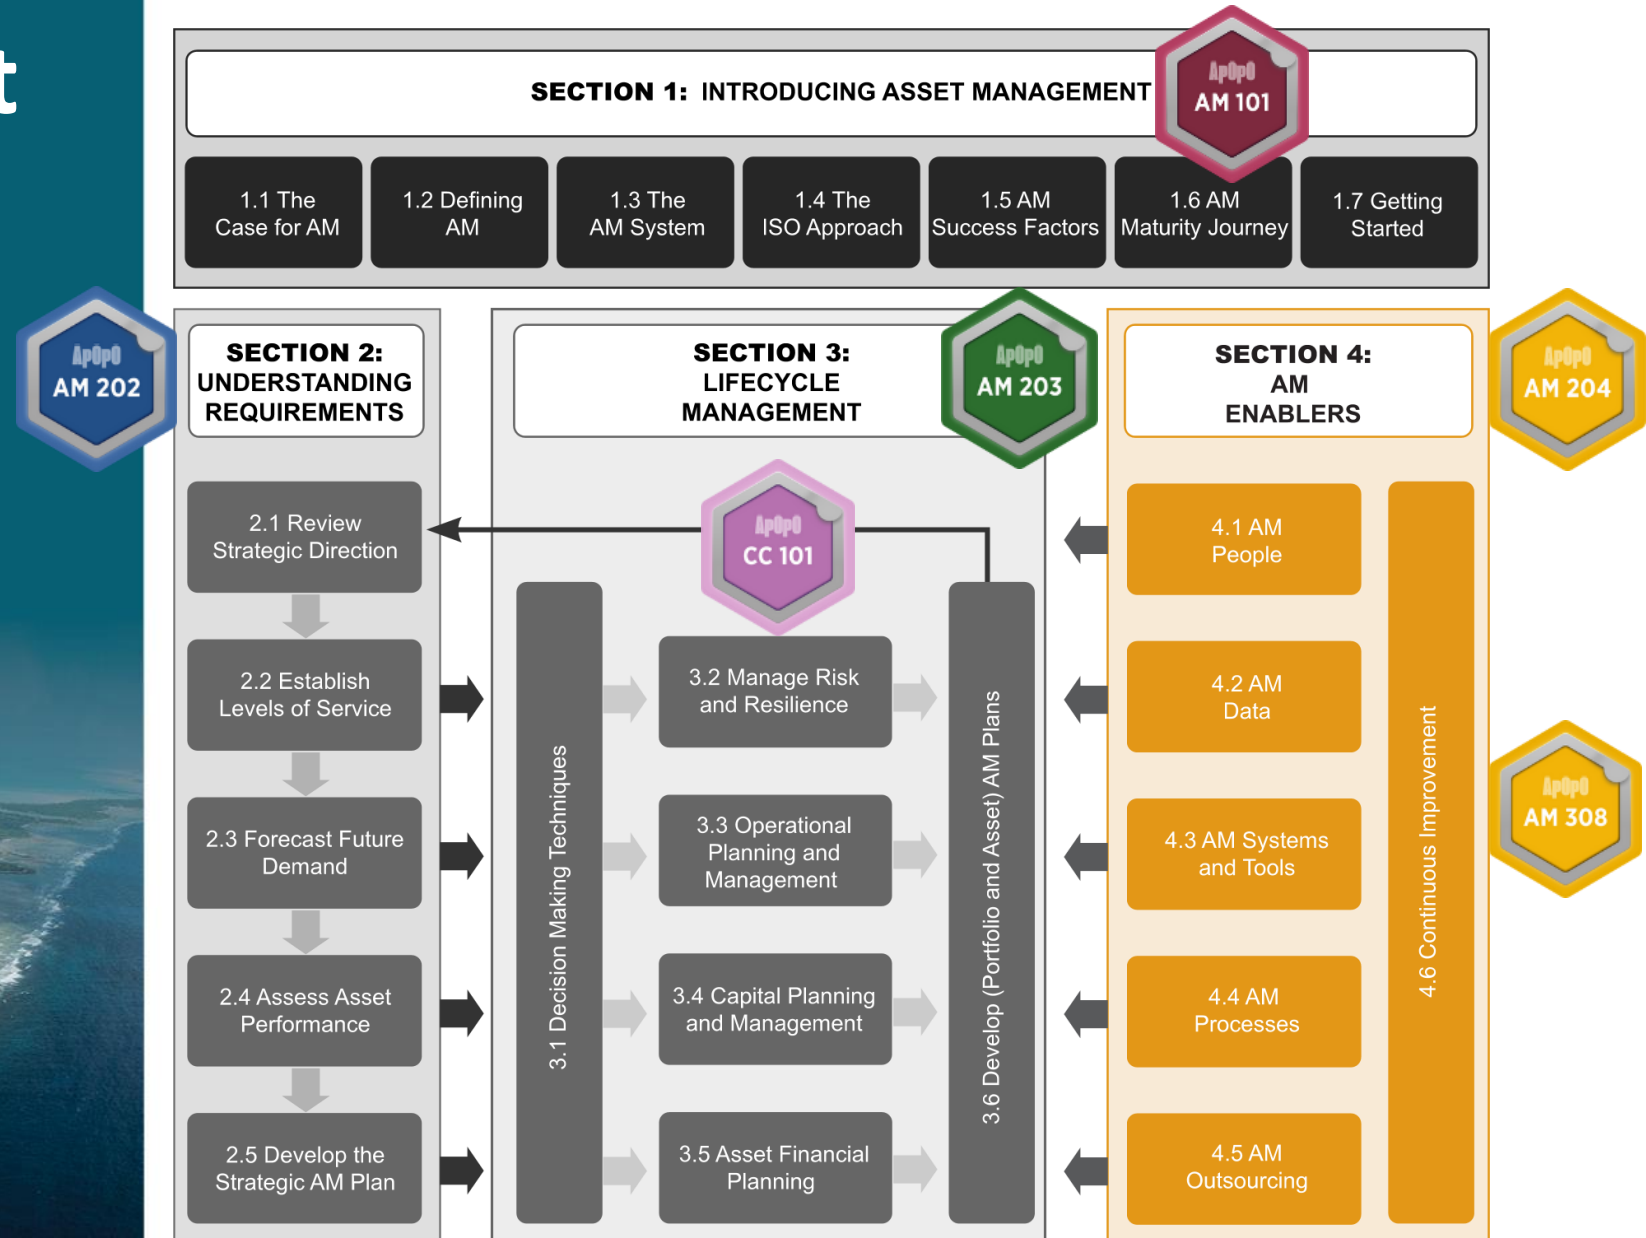 t
SECTION 1: INTRODUCING ASSET MANAGEMENT
ApOpO
AM 101
1.1 The
Case for AM
1.2 Defining
AM
1.3 The
AM System
1.4 The
ISO Approach
1.5 AM
Success Factors
1.6 AM
Maturity Journey
1.7 Getting
Started
ApOpO
AM 202
SECTION 2:
UNDERSTANDING
REQUIREMENTS
2.1 Review
Strategic Direction
2.2 Establish
Levels of Service
2.3 Forecast Future
Demand
2.4 Assess Asset
Performance
2.5 Develop the
Strategic AM Plan
SECTION 3:
LIFECYCLE
MANAGEMENT
ApOpO
AM 203
ApOpO
CC 101
3.1 Decision Making Techniques
3.2 Manage Risk
and Resilience
3.3 Operational
Planning and
Management
3.4 Capital Planning
and Management
3.5 Asset Financial
Planning
3.6 Develop (Portfolio and Asset) AM Plans
SECTION 4:
AM
ENABLERS
ApOpO
AM 204
4.1 AM
People
4.2 AM
Data
4.3 AM Systems
and Tools
4.4 AM
Processes
4.5 AM
Outsourcing
4.6 Continuous Improvement
ApOpO
AM 308